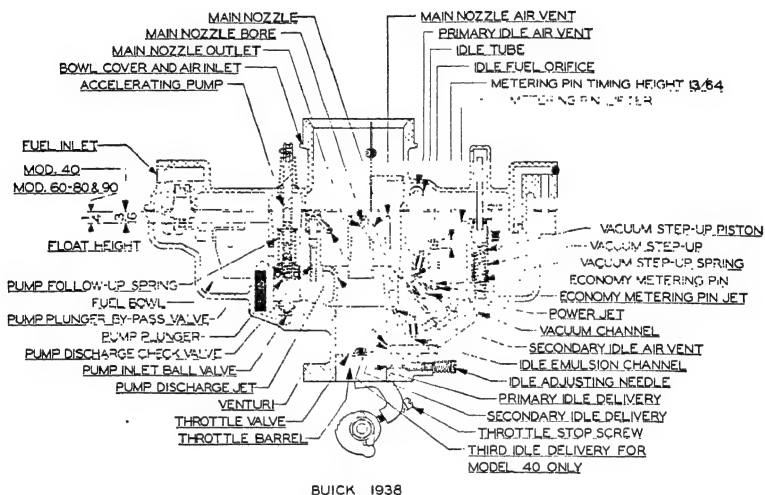 MAIN NOZZLE
MAIN NOZZLE BORE
MAIN NOZZLE OUTLET
BOWL COVER AND AIR INLET
ACCELERATING PUMP
FUEL INLET
MOD. 40
MOD. 60-80 & 90
FLOAT HEIGHT
PUMP FOLLOW-UP SPRING
FUEL BOWL
PUMP PLUNGER BY-PASS VALVE
PUMP PLUNGER
PUMP DISCHARGE CHECK VALVE
PUMP INLET BALL VALVE
PUMP DISCHARGE JET
VENTURI
THROTTLE VALVE
THROTTLE BARREL
MAIN NOZZLE AIR VENT
PRIMARY IDLE AIR VENT
IDLE TUBE
IDLE FUEL ORIFICE
METERING PIN TIMING HEIGHT 13/64
METERING PIN
VACUUM STEP-UP PISTON
VACUUM STEP-UP
VACUUM STEP-UP SPRING
ECONOMY METERING PIN
ECONOMY METERING PIN JET
POWER JET
VACUUM CHANNEL
SECONDARY IDLE AIR VENT
IDLE EMULSION CHANNEL
IDLE ADJUSTING NEEDLE
PRIMARY IDLE DELIVERY
SECONDARY IDLE DELIVERY
THROTTLE STOP SCREW
THIRD IDLE DELIVERY FOR
MODEL 40 ONLY
BUICK 1938